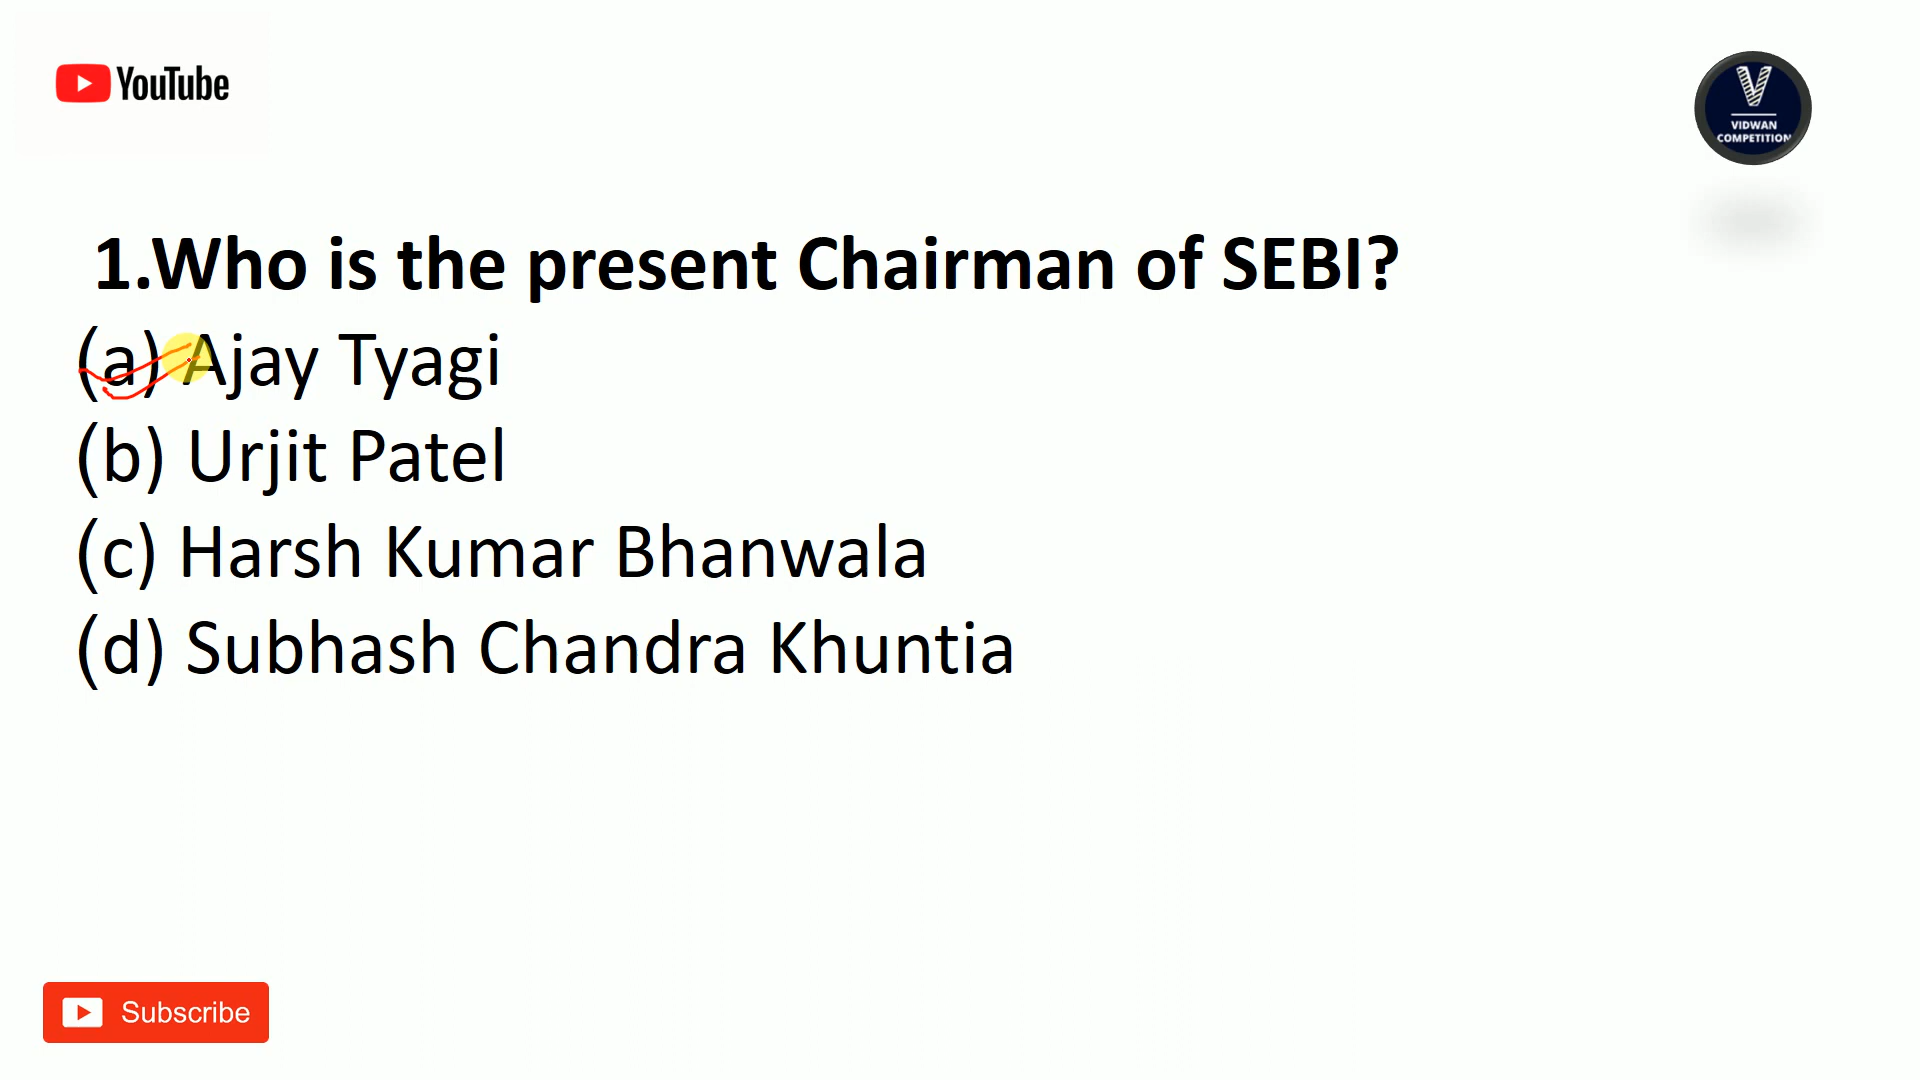 YouTube
V
VIDWAN
COMPETITION
1.Who is the present Chairman of SEBI?
(a) Ajay Tyagi
(b) Urjit Patel
(c) Harsh Kumar Bhanwala
(d) Subhash Chandra Khuntia
Subscribe